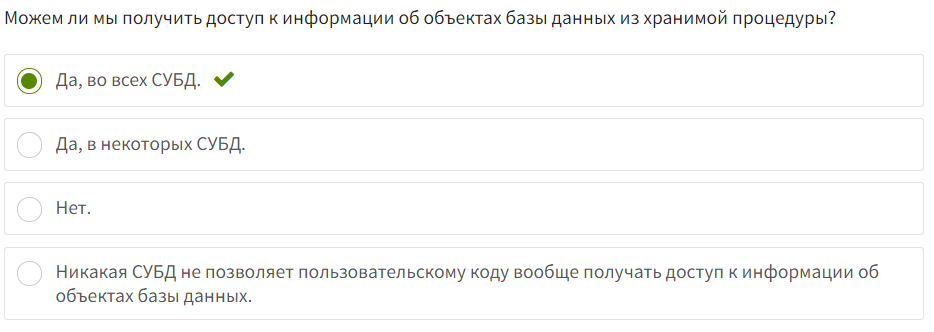 Можем ли мы получить доступ к информации об объектах базы данных из хранимой процедуры?
Да, во всех СУБД.
Да, в некоторых СУБД.
Нет.
Никакая СУБД не позволяет пользовательскому коду вообще получать доступ к информации об
объектах базы данных.